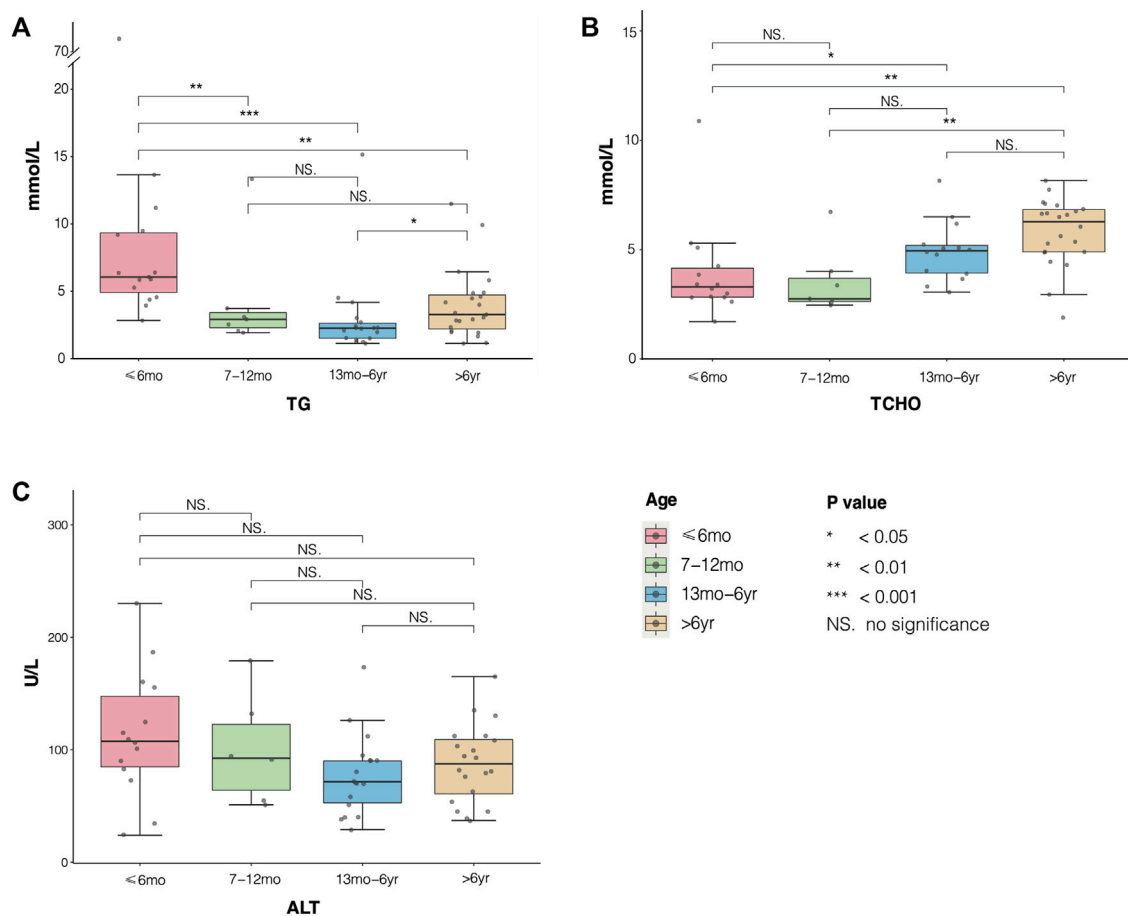 A
mmol/L
70
20
15
10
5
0
**
***
**
NS.
NS.
*
⩽6mo 7–12mo 13mo–6yr >6yr
TG
B
mmol/L
15
10
5
0
NS.
*
**
NS.
**
NS.
⩽6mo 7–12mo 13mo–6yr >6yr
TCHO
C
U/L
300
200
100
0
NS.
NS.
NS.
NS.
NS.
NS.
⩽6mo 7–12mo 13mo–6yr >6yr
ALT
Age
⩽6mo
7–12mo
13mo–6yr
>6yr
P value
* < 0.05
** < 0.01
*** < 0.001
NS. no significance